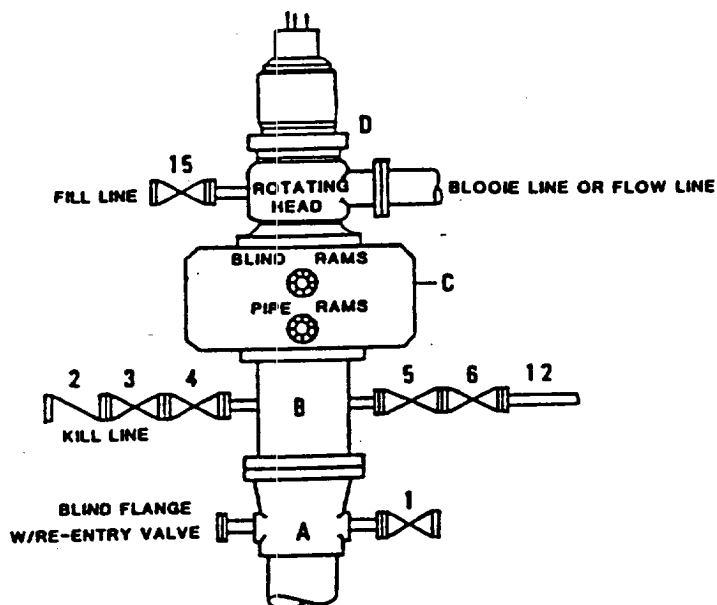 D
15
FILL LINE
ROTATING HEAD
BLOOIE LINE OR FLOW LINE
BLIND RAMS
C
PIPE RAMS
2 3 4
5 6 12
B
KILL LINE
BLIND FLANGE
W/RE-ENTRY VALVE
A
1